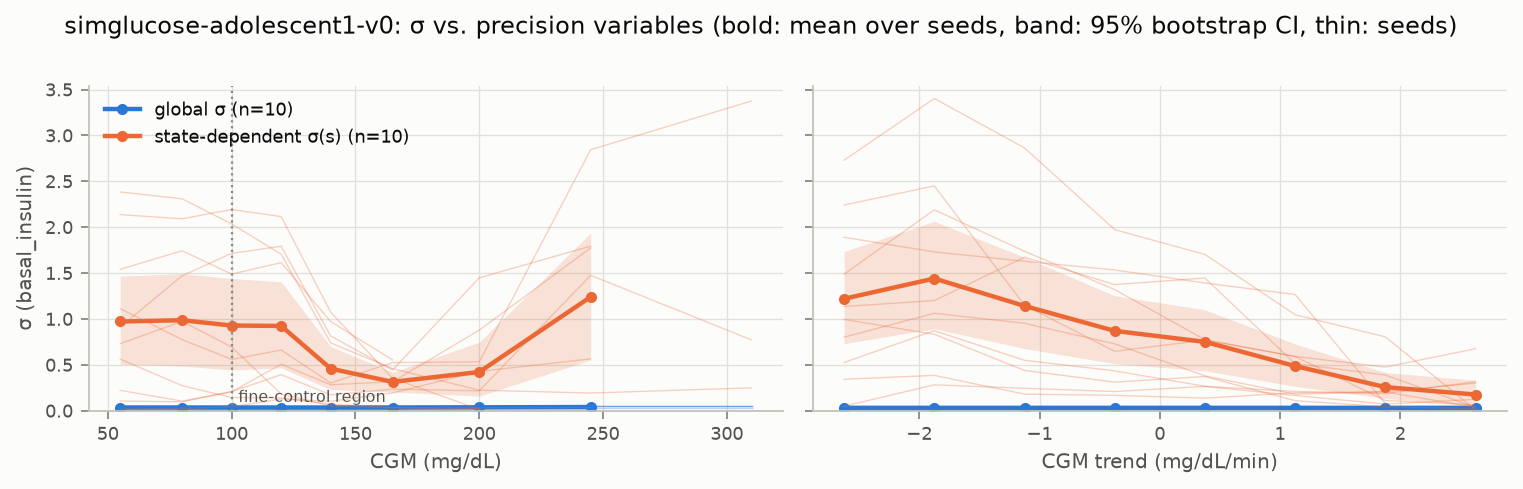 simglucose-adolescent1-v0: σ vs. precision variables (bold: mean over seeds, band: 95% bootstrap CI, thin: seeds)
σ (basal_insulin)
3.5
3.0
2.5
2.0
1.5
1.0
0.5
0.0
global σ (n=10)
state-dependent σ(s) (n=10)
fine-control region
50 100 150 200 250 300
CGM (mg/dL)
−2 −1 0 1 2
CGM trend (mg/dL/min)